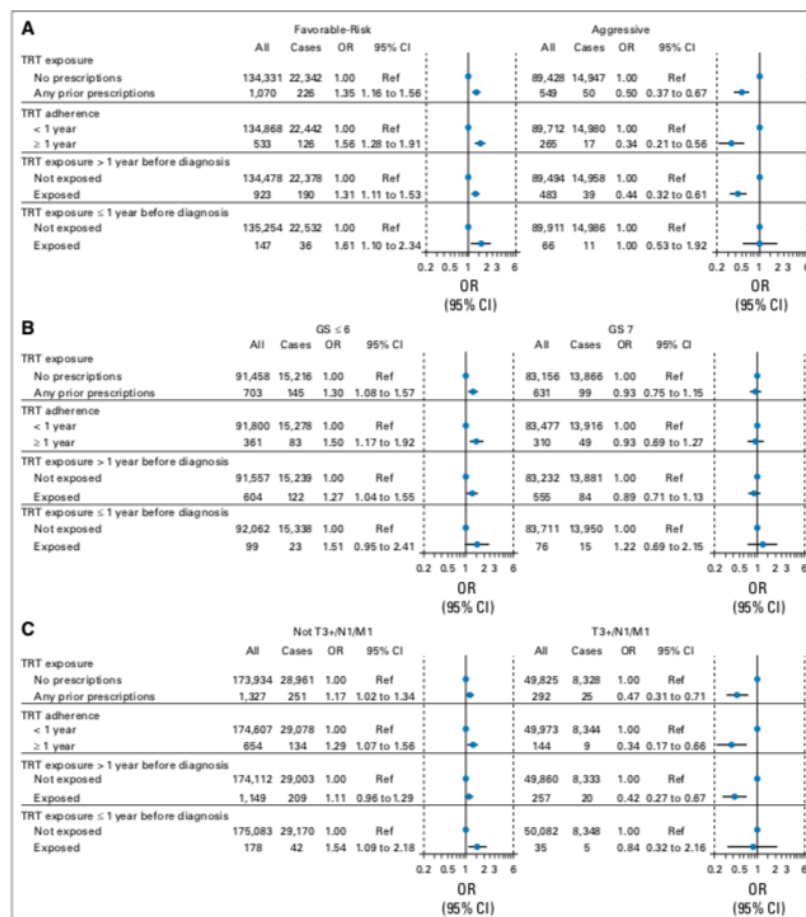 A
Favorable-Risk Aggressive
All Cases OR 95% CI All Cases OR 95% CI
TRT exposure
No prescriptions 134,331 22,342 1.00 Ref 89,428 14,947 1.00 Ref
Any prior prescriptions 1,070 226 1.35 1.16 to 1.56 549 50 0.50 0.37 to 0.67
TRT adherence
< 1 year 134,868 22,442 1.00 Ref 89,712 14,980 1.00 Ref
≥ 1 year 533 126 1.56 1.28 to 1.91 265 17 0.34 0.21 to 0.56
TRT exposure > 1 year before diagnosis
Not exposed 134,478 22,378 1.00 Ref 89,494 14,958 1.00 Ref
Exposed 923 190 1.31 1.11 to 1.53 483 39 0.44 0.32 to 0.61
TRT exposure ≤ 1 year before diagnosis
Not exposed 135,254 22,532 1.00 Ref 89,911 14,986 1.00 Ref
Exposed 147 36 1.61 1.10 to 2.34 66 11 1.00 0.53 to 1.92
0.2 0.5 1 2 3 6 0.2 0.5 1 2 3 6
OR OR
(95% CI) (95% CI)
B
GS ≤ 6 GS 7
All Cases OR 95% CI All Cases OR 95% CI
TRT exposure
No prescriptions 91,458 15,216 1.00 Ref 83,156 13,866 1.00 Ref
Any prior prescriptions 703 145 1.30 1.08 to 1.57 631 99 0.93 0.75 to 1.15
TRT adherence
< 1 year 91,800 15,278 1.00 Ref 83,477 13,916 1.00 Ref
≥ 1 year 361 83 1.50 1.17 to 1.92 310 49 0.93 0.69 to 1.27
TRT exposure > 1 year before diagnosis
Not exposed 91,557 15,239 1.00 Ref 83,232 13,881 1.00 Ref
Exposed 604 122 1.27 1.04 to 1.55 555 84 0.89 0.71 to 1.13
TRT exposure ≤ 1 year before diagnosis
Not exposed 92,062 15,338 1.00 Ref 83,711 13,950 1.00 Ref
Exposed 99 23 1.51 0.95 to 2.41 76 15 1.22 0.69 to 2.15
0.2 0.5 1 2 3 6 0.2 0.5 1 2 3 6
OR OR
(95% CI) (95% CI)
C
Not T3+/N1/M1 T3+/N1/M1
All Cases OR 95% CI All Cases OR 95% CI
TRT exposure
No prescriptions 173,934 28,961 1.00 Ref 49,825 8,328 1.00 Ref
Any prior prescriptions 1,327 251 1.17 1.02 to 1.34 292 25 0.47 0.31 to 0.71
TRT adherence
< 1 year 174,607 29,078 1.00 Ref 49,973 8,344 1.00 Ref
≥ 1 year 654 134 1.29 1.07 to 1.56 144 9 0.34 0.17 to 0.66
TRT exposure > 1 year before diagnosis
Not exposed 174,112 29,003 1.00 Ref 49,860 8,333 1.00 Ref
Exposed 1,149 209 1.11 0.96 to 1.29 257 20 0.42 0.27 to 0.67
TRT exposure ≤ 1 year before diagnosis
Not exposed 175,083 29,170 1.00 Ref 50,082 8,348 1.00 Ref
Exposed 178 42 1.54 1.09 to 2.18 35 5 0.84 0.32 to 2.16
0.2 0.5 1 2 3 6 0.2 0.5 1 2 3 6
OR OR
(95% CI) (95% CI)